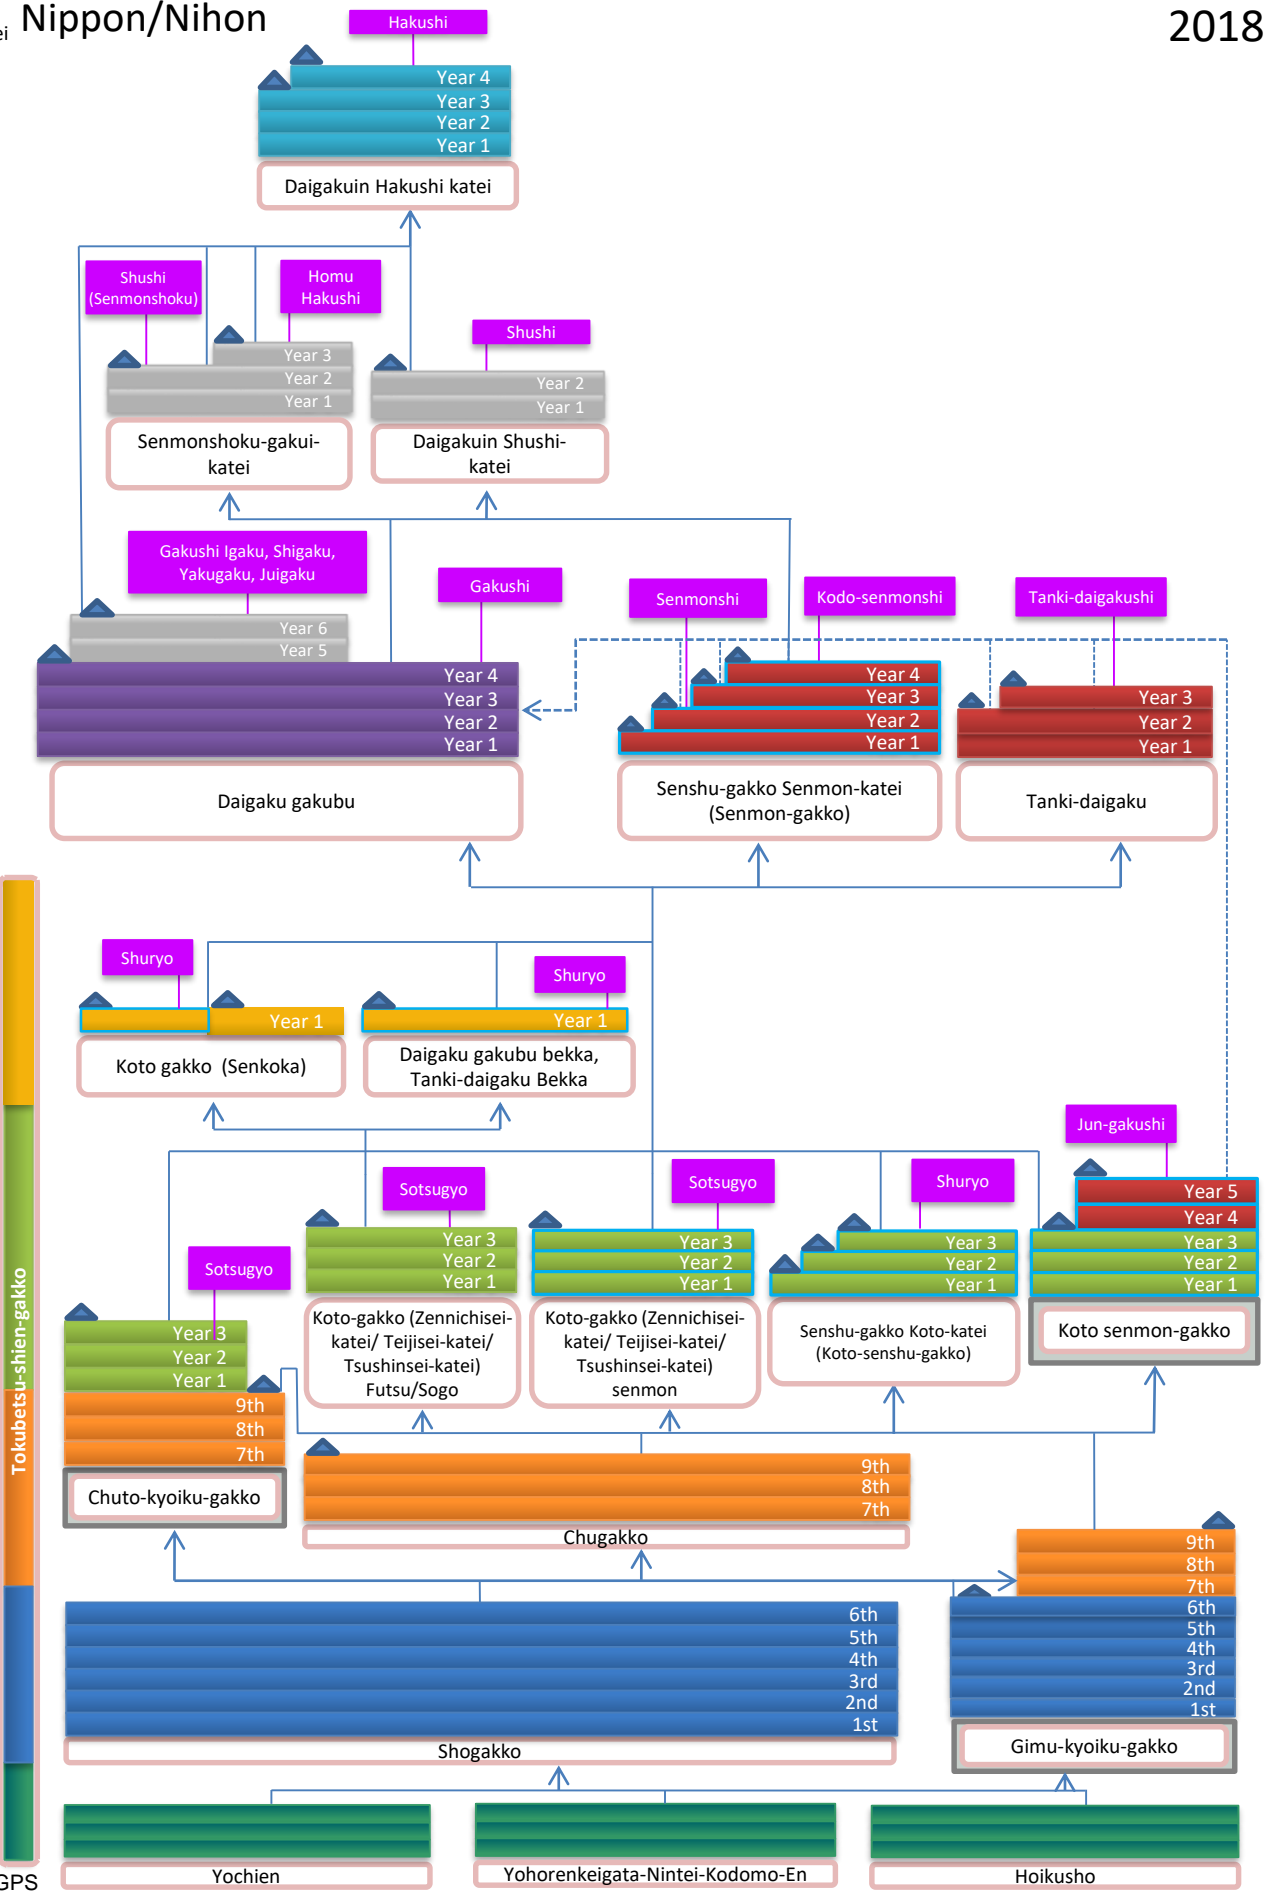 ei
Nippon/Nihon
2018
Hakushi
Year 4
Year 3
Year 2
Year 1
Daigakuin Hakushi katei
Shushi
(Senmonshoku)
Homu
Hakushi
Year 3
Year 2
Year 1
Senmonshoku-gakui-
katei
Shushi
Year 2
Year 1
Daigakuin Shushi-
katei
Gakushi Igaku, Shigaku,
Yakugaku, Juigaku
Gakushi
Year 6
Year 5
Year 4
Year 3
Year 2
Year 1
Daigaku gakubu
Senmonshi
Kodo-senmonshi
Year 4
Year 3
Year 2
Year 1
Senshu-gakko Senmon-katei
(Senmon-gakko)
Tanki-daigakushi
Year 3
Year 2
Year 1
Tanki-daigaku
Shuryo
Year 1
Koto gakko (Senkoka)
Shuryo
Year 1
Daigaku gakubu bekka,
Tanki-daigaku Bekka
Sotsugyo
Year 3
Year 2
Year 1
9th
8th
7th
Chuto-kyoiku-gakko
Sotsugyo
Year 3
Year 2
Year 1
Koto-gakko (Zennichisei-
katei/ Teijisei-katei/
Tsushinsei-katei)
Futsu/Sogo
Sotsugyo
Year 3
Year 2
Year 1
Koto-gakko (Zennichisei-
katei/ Teijisei-katei/
Tsushinsei-katei)
senmon
Shuryo
Year 3
Year 2
Year 1
Senshu-gakko Koto-katei
(Koto-senshu-gakko)
Jun-gakushi
Year 5
Year 4
Year 3
Year 2
Year 1
Koto senmon-gakko
Tokubetsu-shien-gakko
9th
8th
7th
Chugakko
9th
8th
7th
6th
5th
4th
3rd
2nd
1st
Gimu-kyoiku-gakko
6th
5th
4th
3rd
2nd
1st
Shogakko
Yochien
Yohorenkeigata-Nintei-Kodomo-En
Hoikusho
GPS